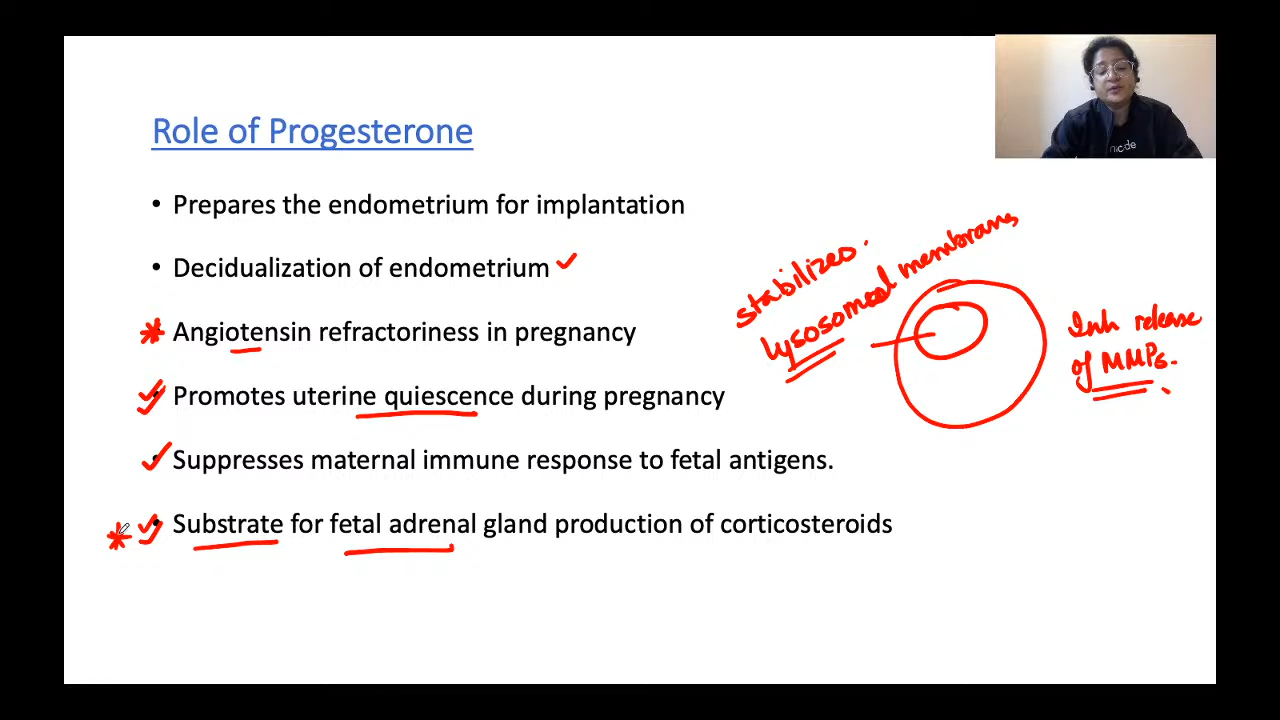 Role of Progesterone
• Prepares the endometrium for implantation
• Decidualization of endometrium
Angiotensin refractoriness in pregnancy
Promotes uterine quiescence during pregnancy
Suppresses maternal immune response to fetal antigens.
• Substrate for fetal adrenal gland production of corticosteroids
stabilizes
lysosomal membrane
Inh release
of MMPs.